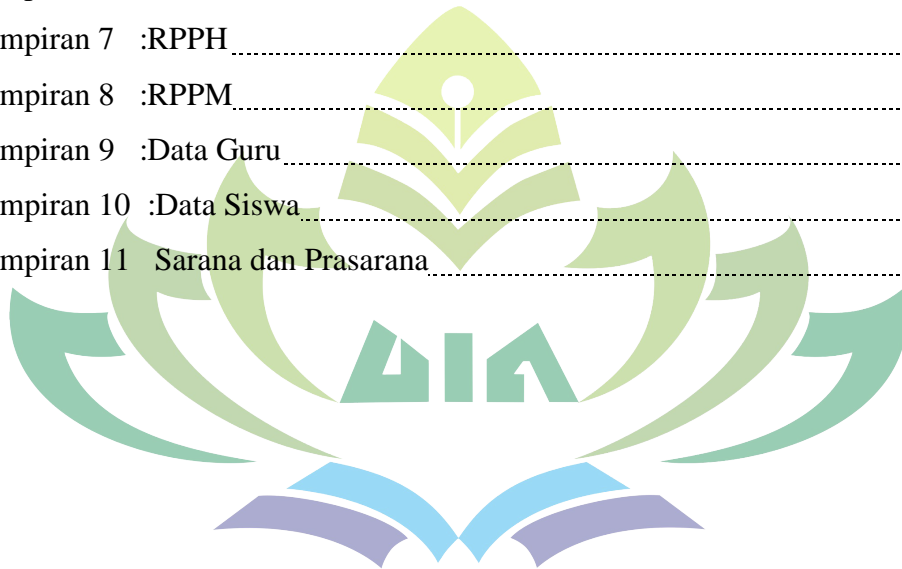 mpiran 7 :RPPH
mpiran 8 :RPPM
mpiran 9 :Data Guru
mpiran 10 :Data Siswa
mpiran 11 Sarana dan Prasarana
UIN